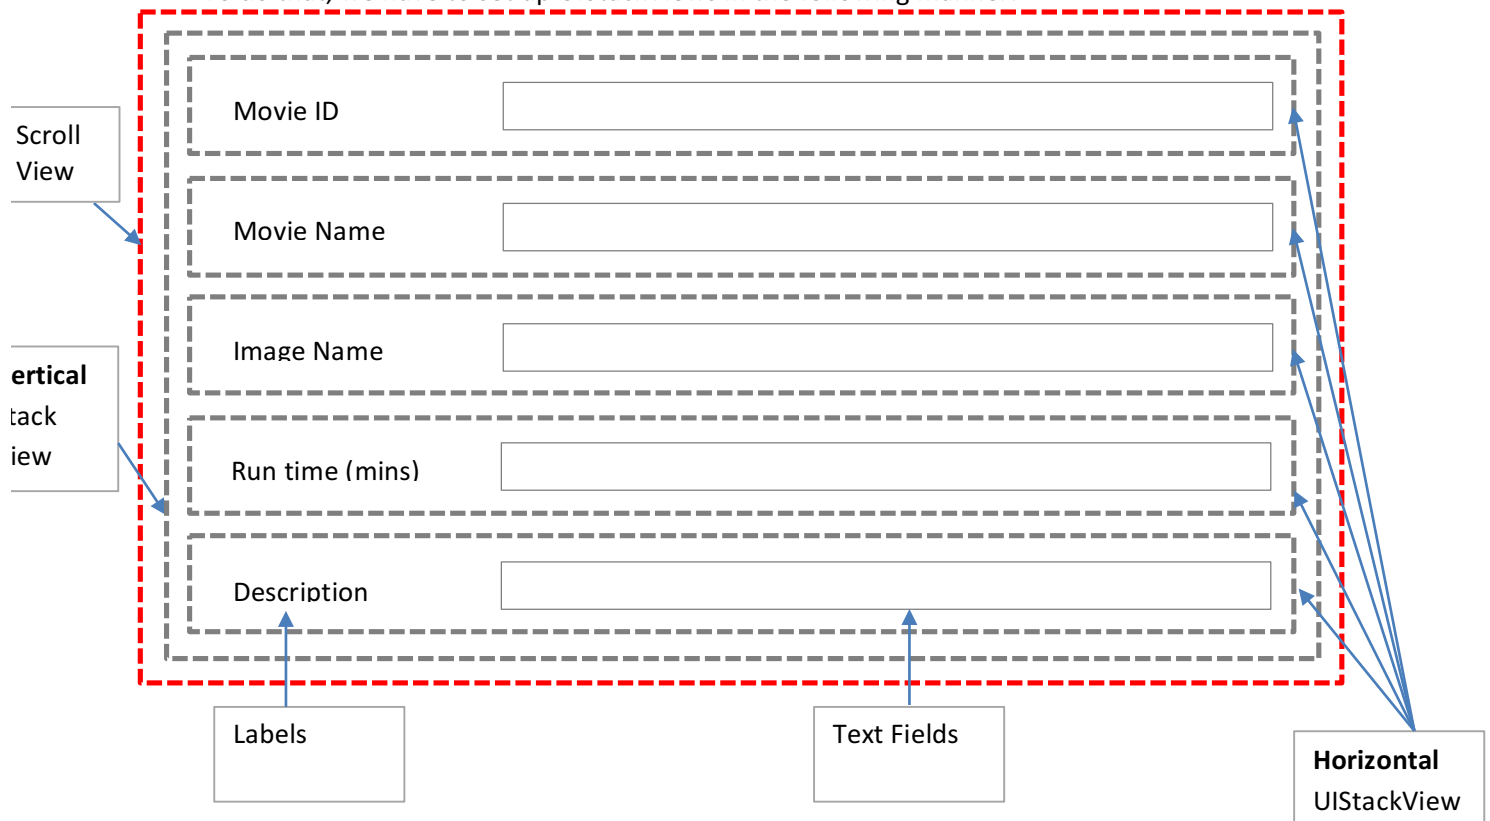 Movie ID
Scroll
View
Movie Name
Image Name
ertical
tack
iew
Run time (mins)
Description
Labels
Text Fields
Horizontal
UIStackView